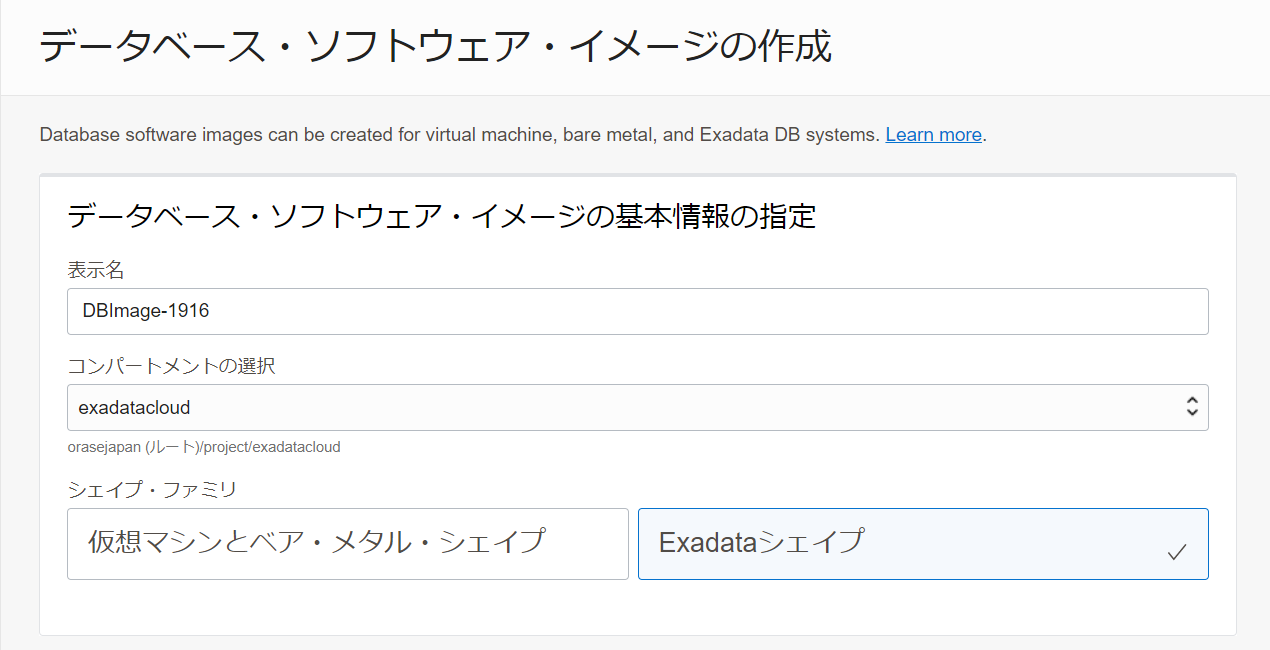 データベース・ソフトウェア・イメージの作成
Database software images can be created for virtual machine, bare metal, and Exadata DB systems. Learn more.
データベース・ソフトウェア・イメージの基本情報の指定
表示名
DBImage-1916
コンパートメントの選択
exadatacloud
orasejapan (ルート)/project/exadatacloud
シェイプ・ファミリ
仮想マシンとベア・メタル・シェイプ
Exadataシェイプ